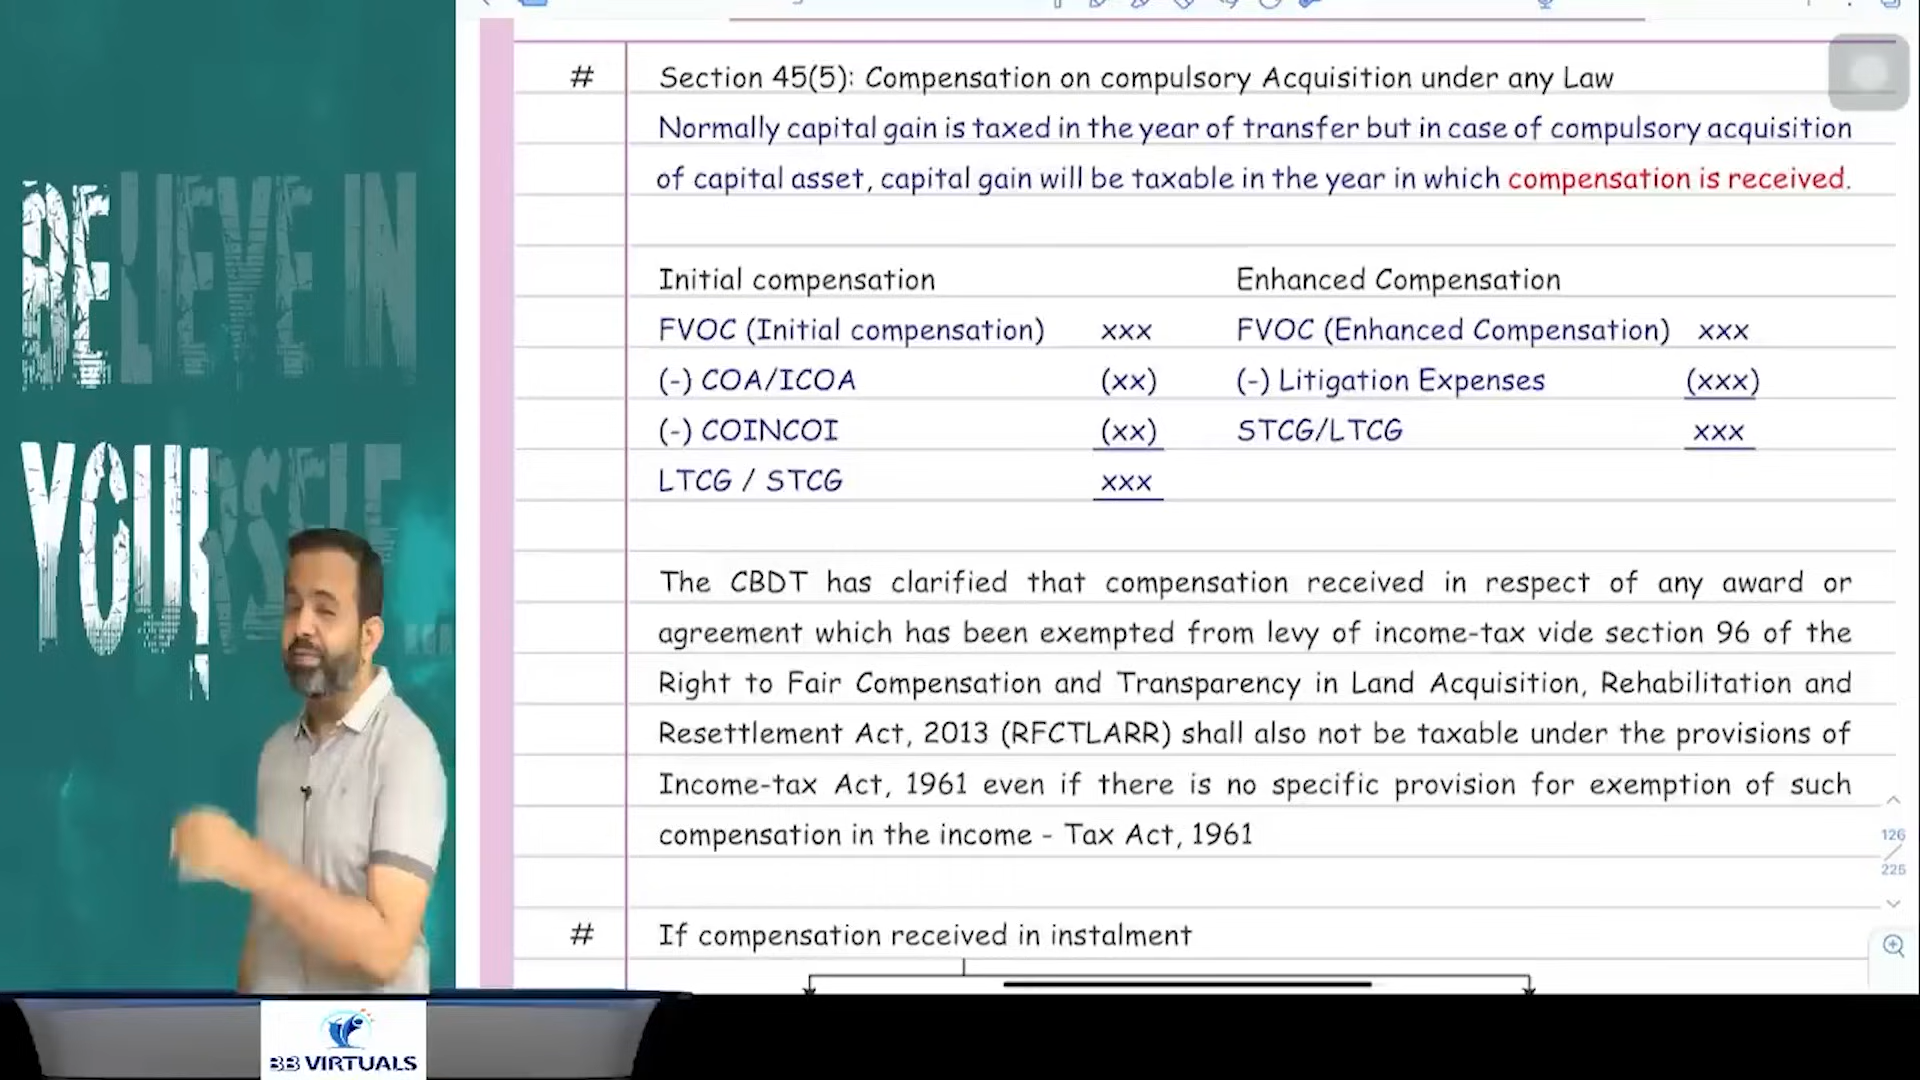 BELIEVE IN
YOURSELF...
# Section 45(5): Compensation on compulsory Acquisition under any Law
Normally capital gain is taxed in the year of transfer but in case of compulsory acquisition
of capital asset, capital gain will be taxable in the year in which compensation is received.
Initial compensation Enhanced Compensation
FVOC (Initial compensation) xxx FVOC (Enhanced Compensation) xxx
(-) COA/ICOA (xx) (-) Litigation Expenses (xxx)
(-) COINCOI (xx) STCG/LTCG xxx
LTCG / STCG xxx
The CBDT has clarified that compensation received in respect of any award or
agreement which has been exempted from levy of income-tax vide section 96 of the
Right to Fair Compensation and Transparency in Land Acquisition, Rehabilitation and
Resettlement Act, 2013 (RFCTLARR) shall also not be taxable under the provisions of
Income-tax Act, 1961 even if there is no specific provision for exemption of such
compensation in the income - Tax Act, 1961
126
225
# If compensation received in instalment
BB VIRTUALS